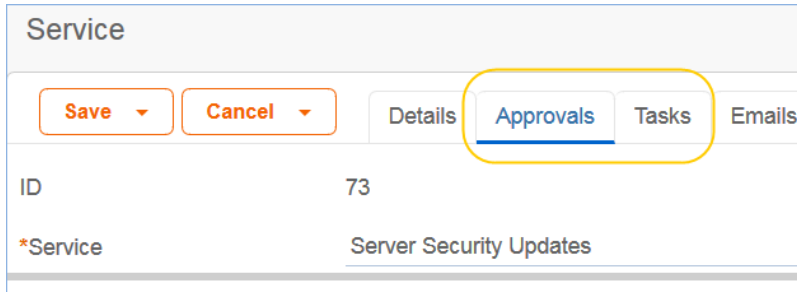 Service
Save Cancel Details Approvals Tasks Emails
ID 73
*Service Server Security Updates